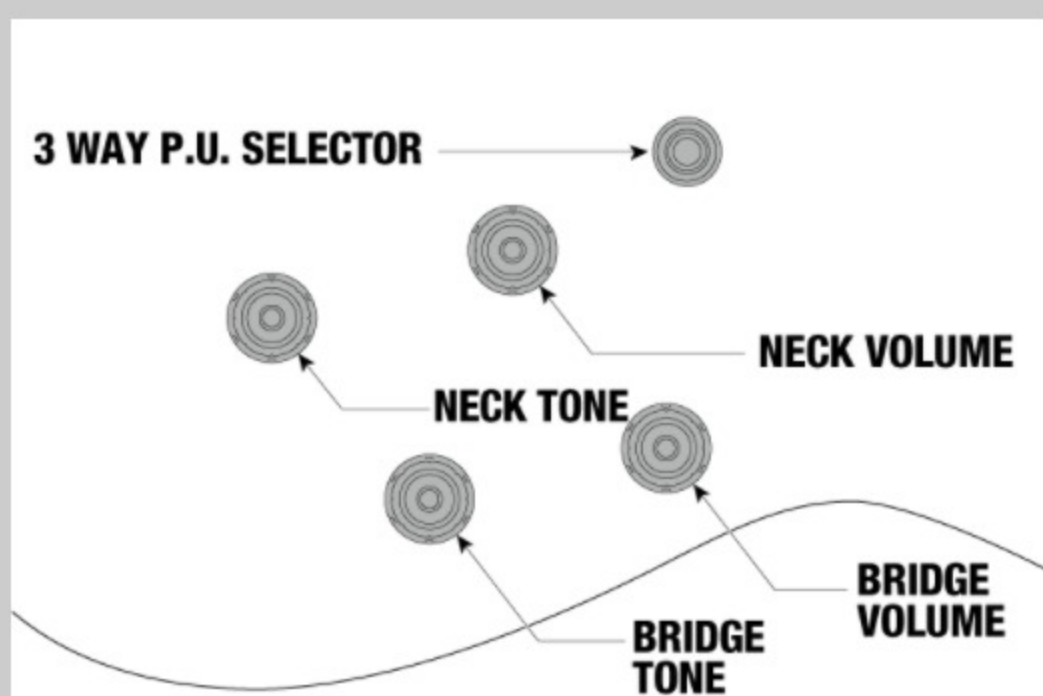 3 WAY P.U. SELECTOR
NECK VOLUME
NECK TONE
BRIDGE
VOLUME
BRIDGE
TONE